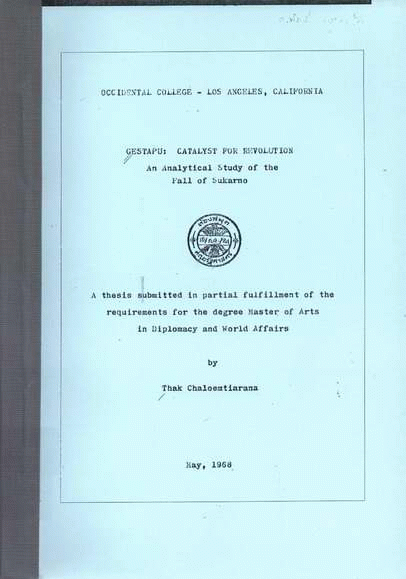 OCCIDENTAL COLLEGE - LOS ANGELES, CALIFORNIA
GESTAPU: CATALYST FOR REVOLUTION
An Analytical Study of the
Fall of Sukarno
A thesis submitted in partial fulfillment of the
requirements for the degree Master of Arts
in Diplomacy and World Affairs
by
Thak Chaloemtiarana
May, 1968